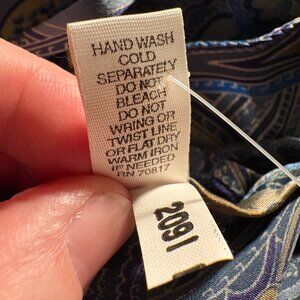 HAND WASH
COLD
SEPARATELY
DO NOT
BLEACH
DO NOT
WRING OR
TWIST LINE
OR FLAT DRY
WARM IRON
IF NEEDED
RN 70817
2091